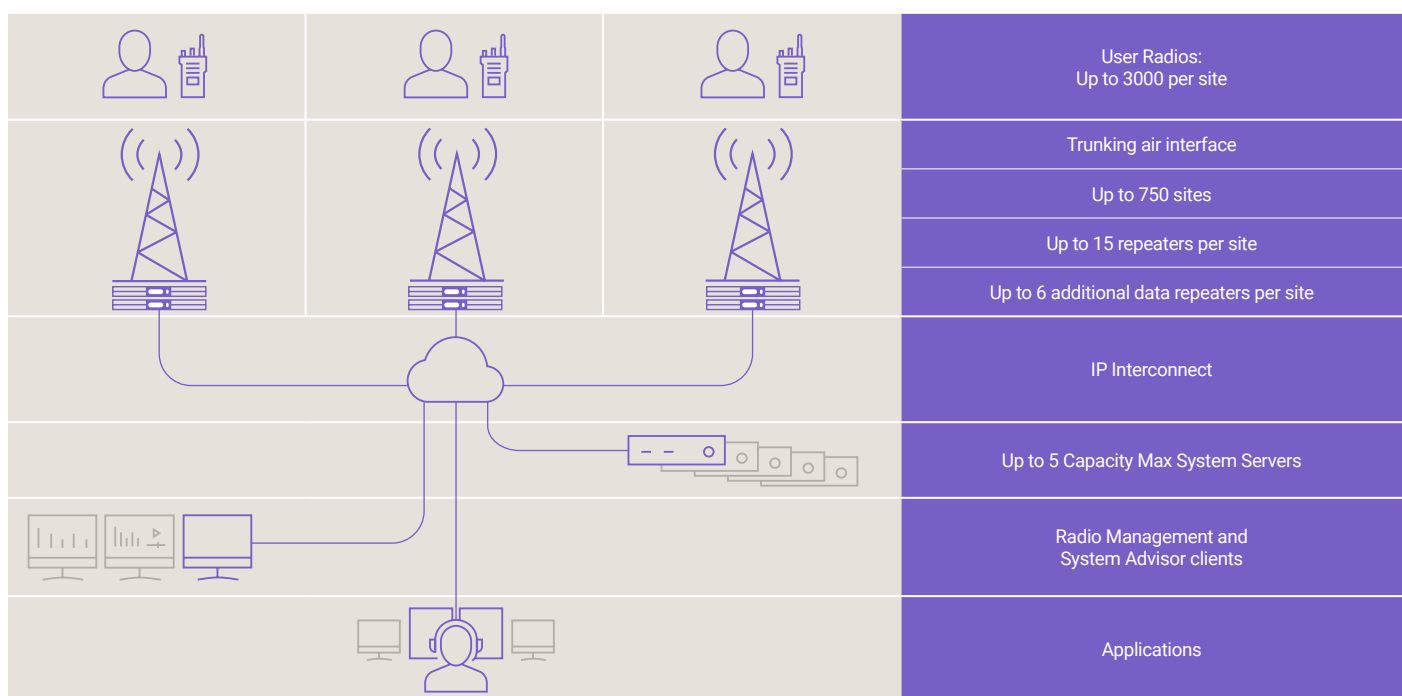 User Radios:
Up to 3000 per site
Trunking air interface
Up to 750 sites
Up to 15 repeaters per site
Up to 6 additional data repeaters per site
IP Interconnect
Up to 5 Capacity Max System Servers
Radio Management and
System Advisor clients
Applications